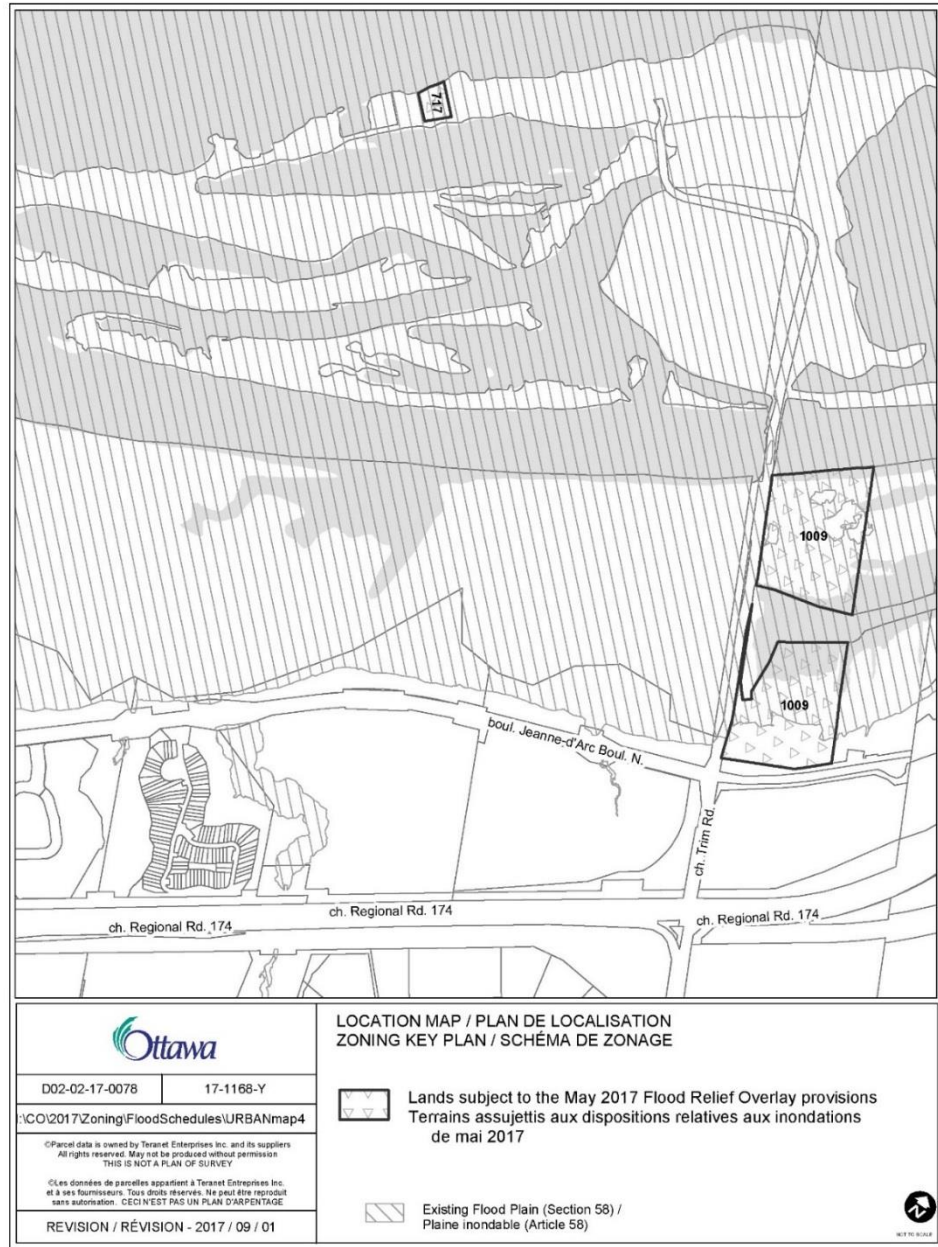 717
1009
1009
boul. Jeanne-d'Arc Boul. N.
ch. Trim Rd.
ch. Regional Rd. 174
ch. Regional Rd. 174
ch. Regional Rd. 174
Ottawa
D02-02-17-0078
17-1168-Y
I:\CO\2017\Zoning\FloodSchedules\URBANmap4
©Parcel data is owned by Teranet Enterprises Inc. and its suppliers
All rights reserved. May not be produced without permission
THIS IS NOT A PLAN OF SURVEY
©Les données de parcelles appartient à Teranet Entreprises Inc.
et à ses fournisseurs. Tous droits réservés. Ne peut être reproduit
sans autorisation. CECI N'EST PAS UN PLAN D'ARPENTAGE
REVISION / RÉVISION - 2017 / 09 / 01
LOCATION MAP / PLAN DE LOCALISATION
ZONING KEY PLAN / SCHÉMA DE ZONAGE
Lands subject to the May 2017 Flood Relief Overlay provisions
Terrains assujettis aux dispositions relatives aux inondations
de mai 2017
Existing Flood Plain (Section 58) /
Plaine inondable (Article 58)
NOT TO SCALE